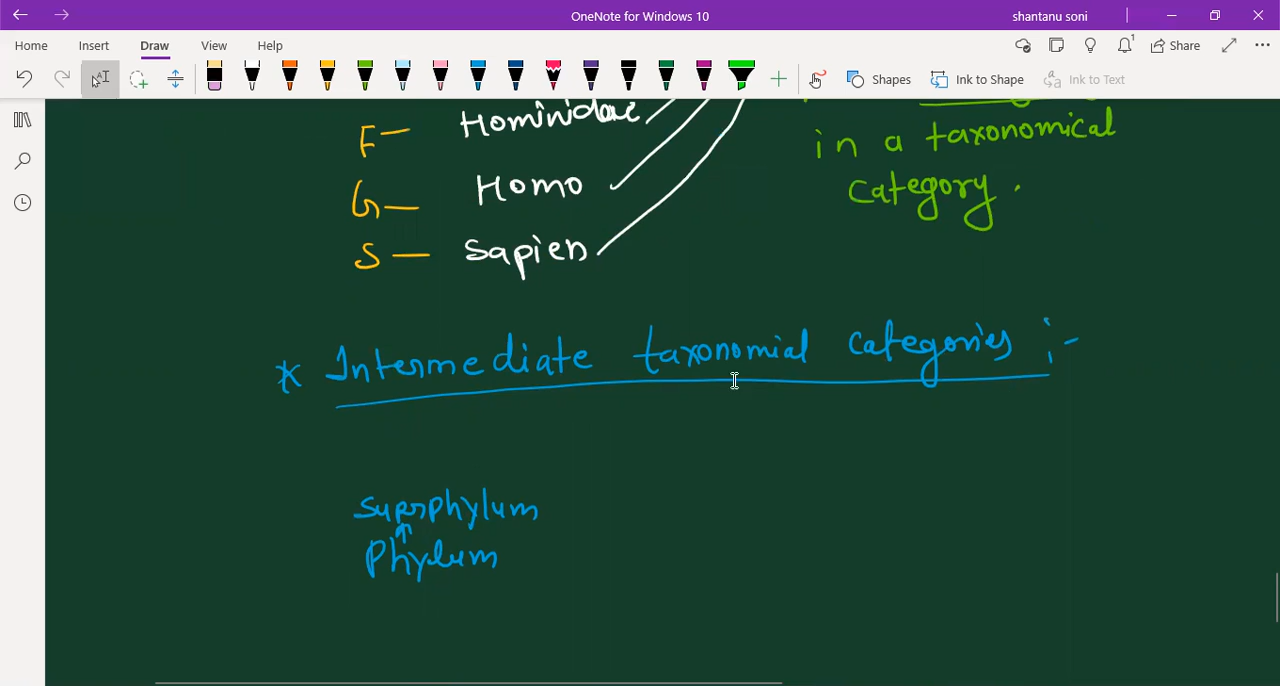 OneNote for Windows 10
shantanu soni
Home Insert Draw View Help
Share
Shapes Ink to Shape Ink to Text
F — Hominidae
G — Homo
S — Sapien
in a taxonomical
Category.
* Intermediate taxonomial categories :-
Superphylum
↑
Phylum